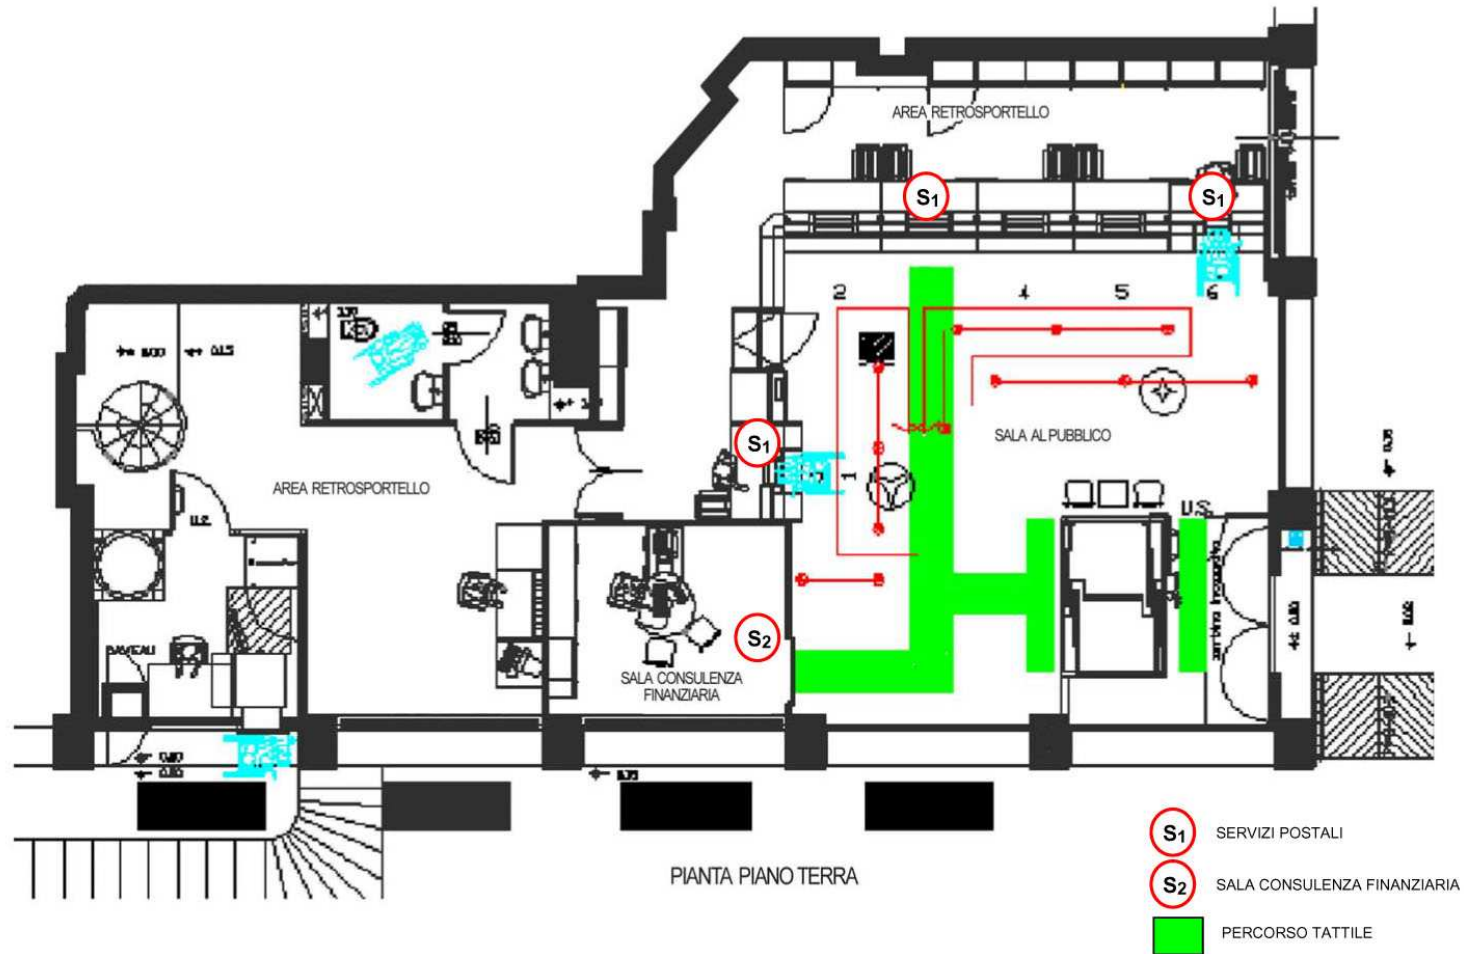 AREA RETROSPORTELLO
S1
S1
2
4
5
6
SALA AL PUBBLICO
S1
1
AREA RETROSPORTELLO
U.S.
S2
SALA CONSULENZA
FINANZIARIA
PIANTA PIANO TERRA
S1 SERVIZI POSTALI
S2 SALA CONSULENZA FINANZIARIA
PERCORSO TATTILE